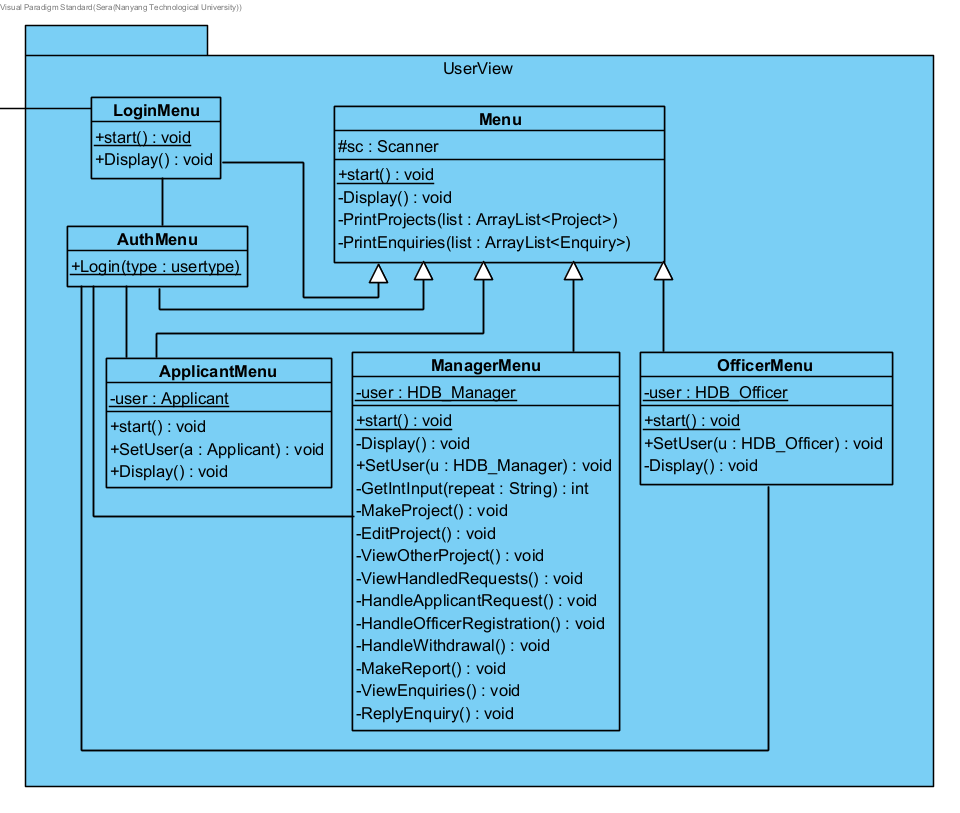 Visual Paradigm Standard(Sera(Nanyang Technological University))
UserView
LoginMenu
+start() : void
+Display() : void
Menu
#sc : Scanner
+start() : void
-Display() : void
-PrintProjects(list : ArrayList<Project>)
-PrintEnquiries(list : ArrayList<Enquiry>)
AuthMenu
+Login(type : usertype)
ApplicantMenu
-user : Applicant
+start() : void
+SetUser(a : Applicant) : void
+Display() : void
ManagerMenu
-user : HDB_Manager
+start() : void
-Display() : void
+SetUser(u : HDB_Manager) : void
-GetIntInput(repeat : String) : int
-MakeProject() : void
-EditProject() : void
-ViewOtherProject() : void
-ViewHandledRequests() : void
-HandleApplicantRequest() : void
-HandleOfficerRegistration() : void
-HandleWithdrawal() : void
-MakeReport() : void
-ViewEnquiries() : void
-ReplyEnquiry() : void
OfficerMenu
-user : HDB_Officer
+start() : void
+SetUser(u : HDB_Officer) : void
-Display() : void